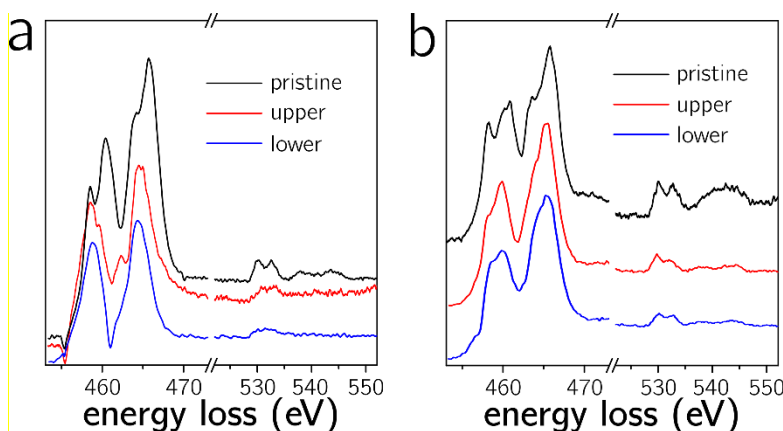 a
pristine
upper
lower
460 470 530 540 550
energy loss (eV)
b
pristine
upper
lower
460 470 530 540 550
energy loss (eV)